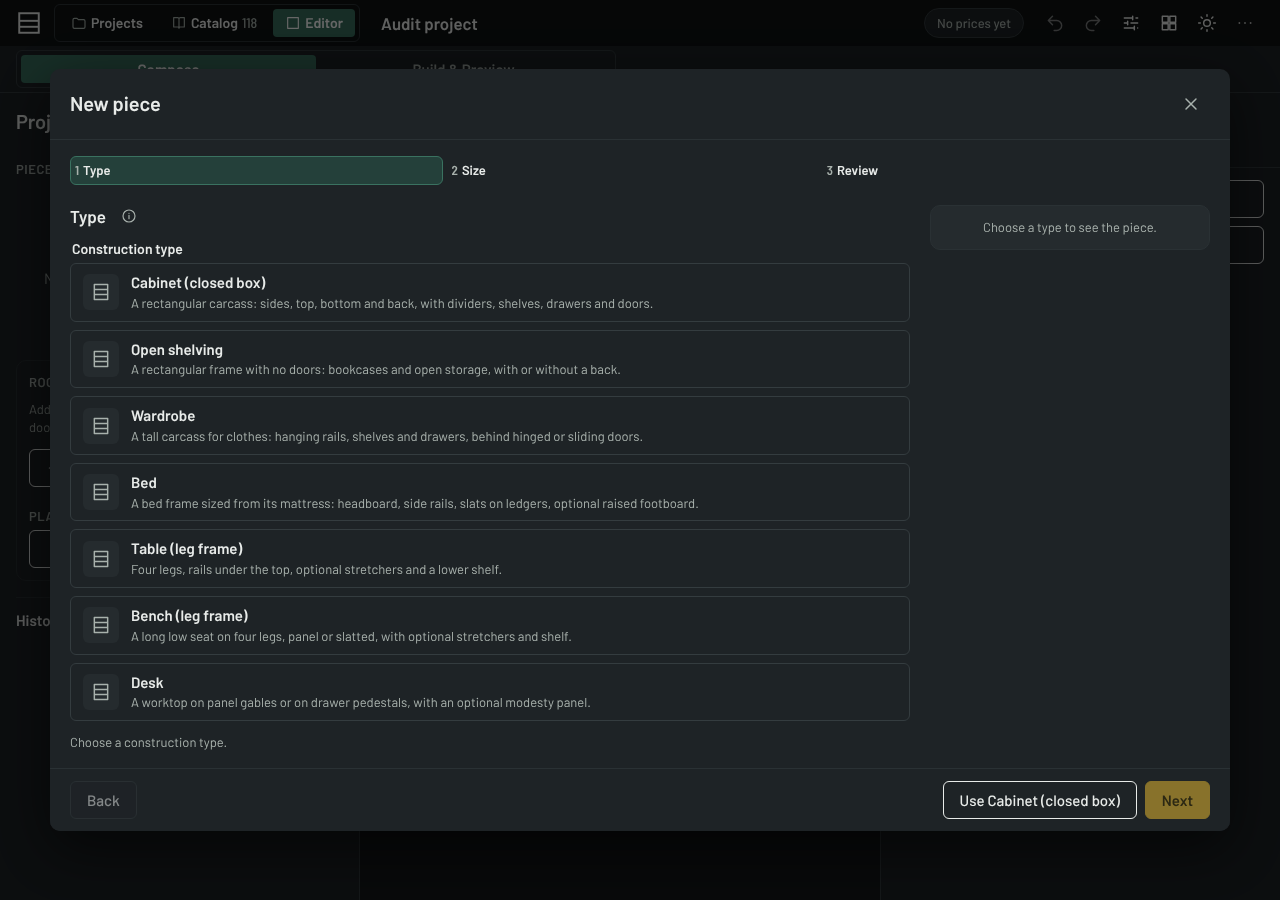 Projects
Catalog 118
Editor
Audit project
No prices yet
New piece
1 Type
2 Size
3 Review
Type
Construction type
Cabinet (closed box)
A rectangular carcass: sides, top, bottom and back, with dividers, shelves, drawers and doors.
Open shelving
A rectangular frame with no doors: bookcases and open storage, with or without a back.
Wardrobe
A tall carcass for clothes: hanging rails, shelves and drawers, behind hinged or sliding doors.
Bed
A bed frame sized from its mattress: headboard, side rails, slats on ledgers, optional raised footboard.
Table (leg frame)
Four legs, rails under the top, optional stretchers and a lower shelf.
Bench (leg frame)
A long low seat on four legs, panel or slatted, with optional stretchers and shelf.
Desk
A worktop on panel gables or on drawer pedestals, with an optional modesty panel.
Choose a construction type.
Choose a type to see the piece.
Back
Use Cabinet (closed box)
Next